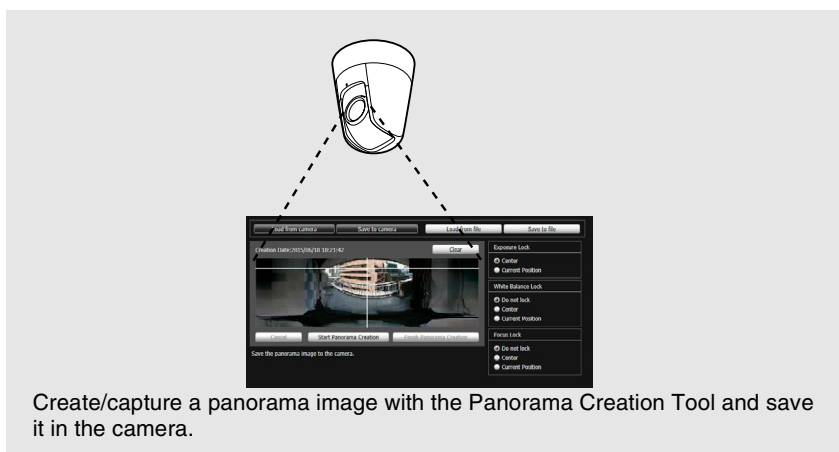 Load from camera Save to camera Load from file Save to file
Creation Date:2015/06/18 18:21:42 Clear
Exposure Lock
Center
Current Position
White Balance Lock
Do not lock
Center
Current Position
Cancel Start Panorama Creation Finish Panorama Creation
Focus Lock
Do not lock
Center
Current Position
Save the panorama image to the camera.
Create/capture a panorama image with the Panorama Creation Tool and save
it in the camera.